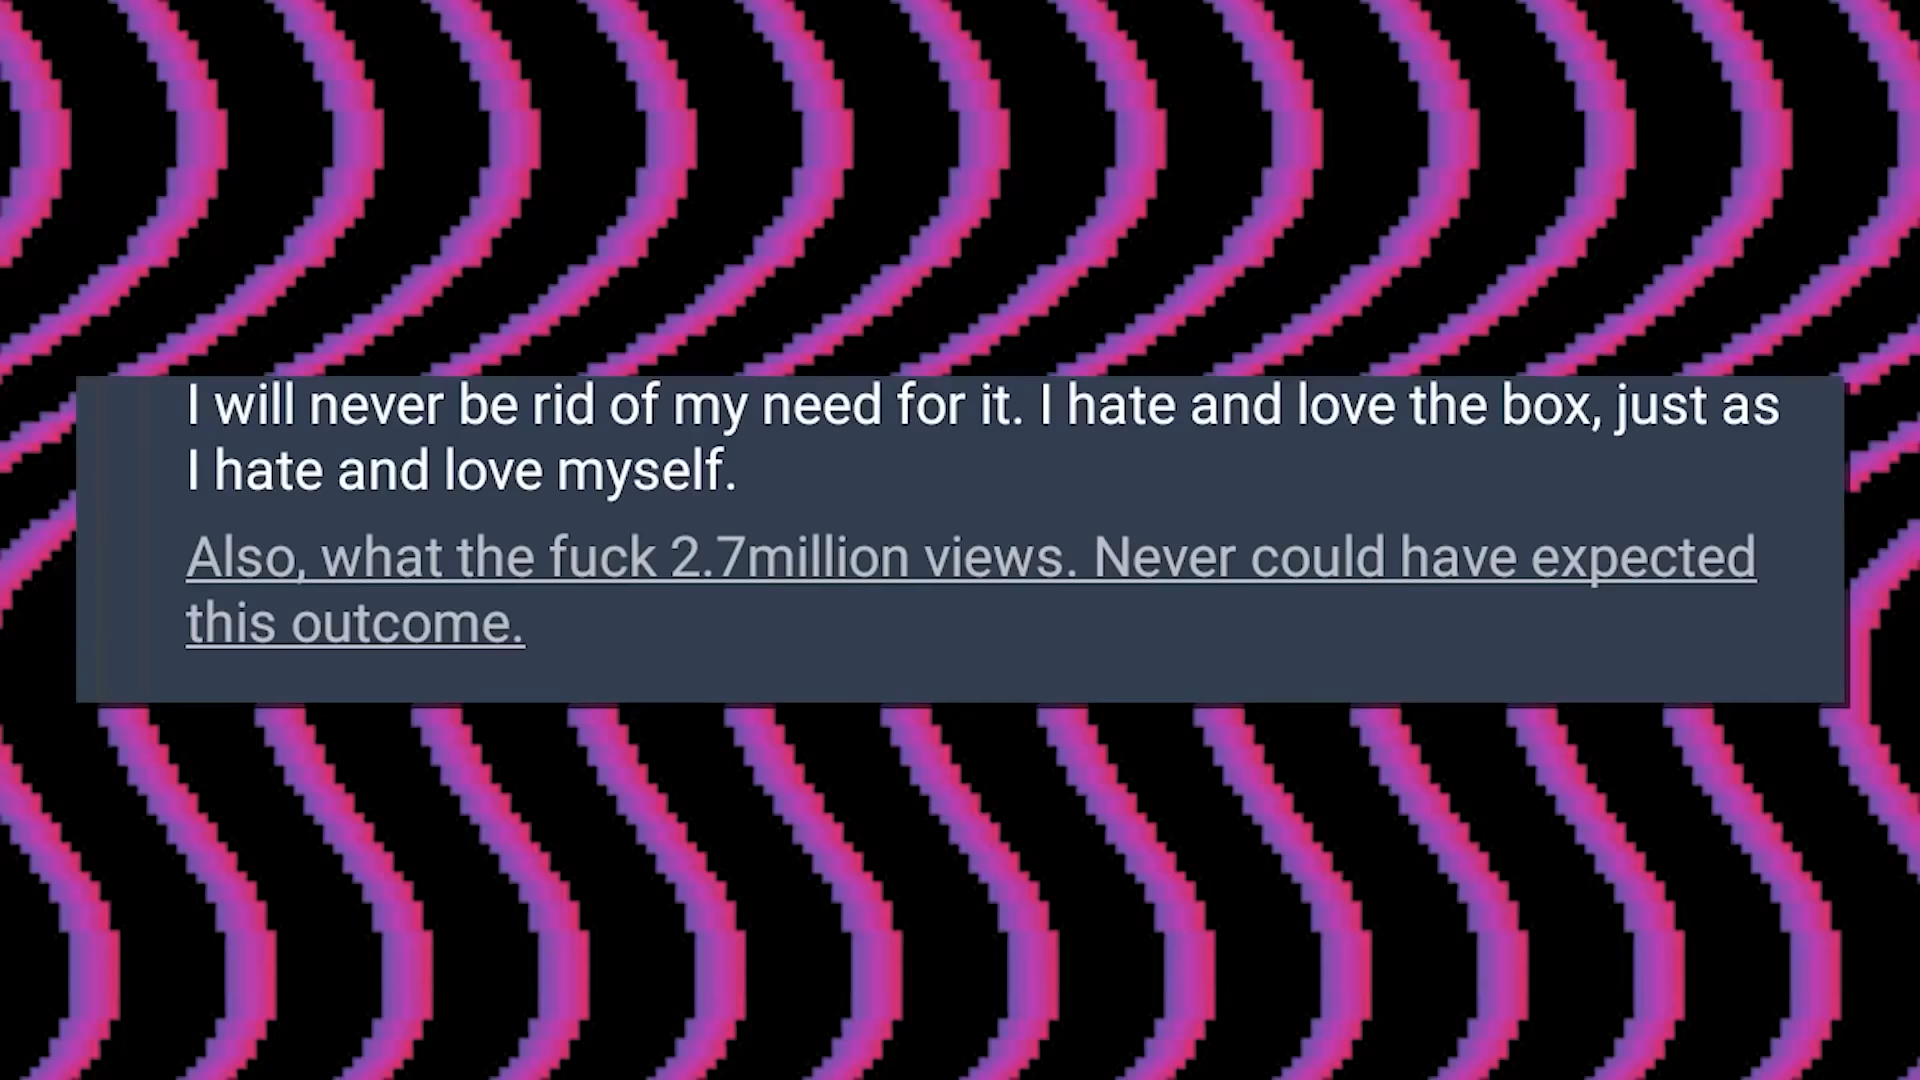 I will never be rid of my need for it. I hate and love the box, just as
I hate and love myself.
Also, what the fuck 2.7million views. Never could have expected
this outcome.